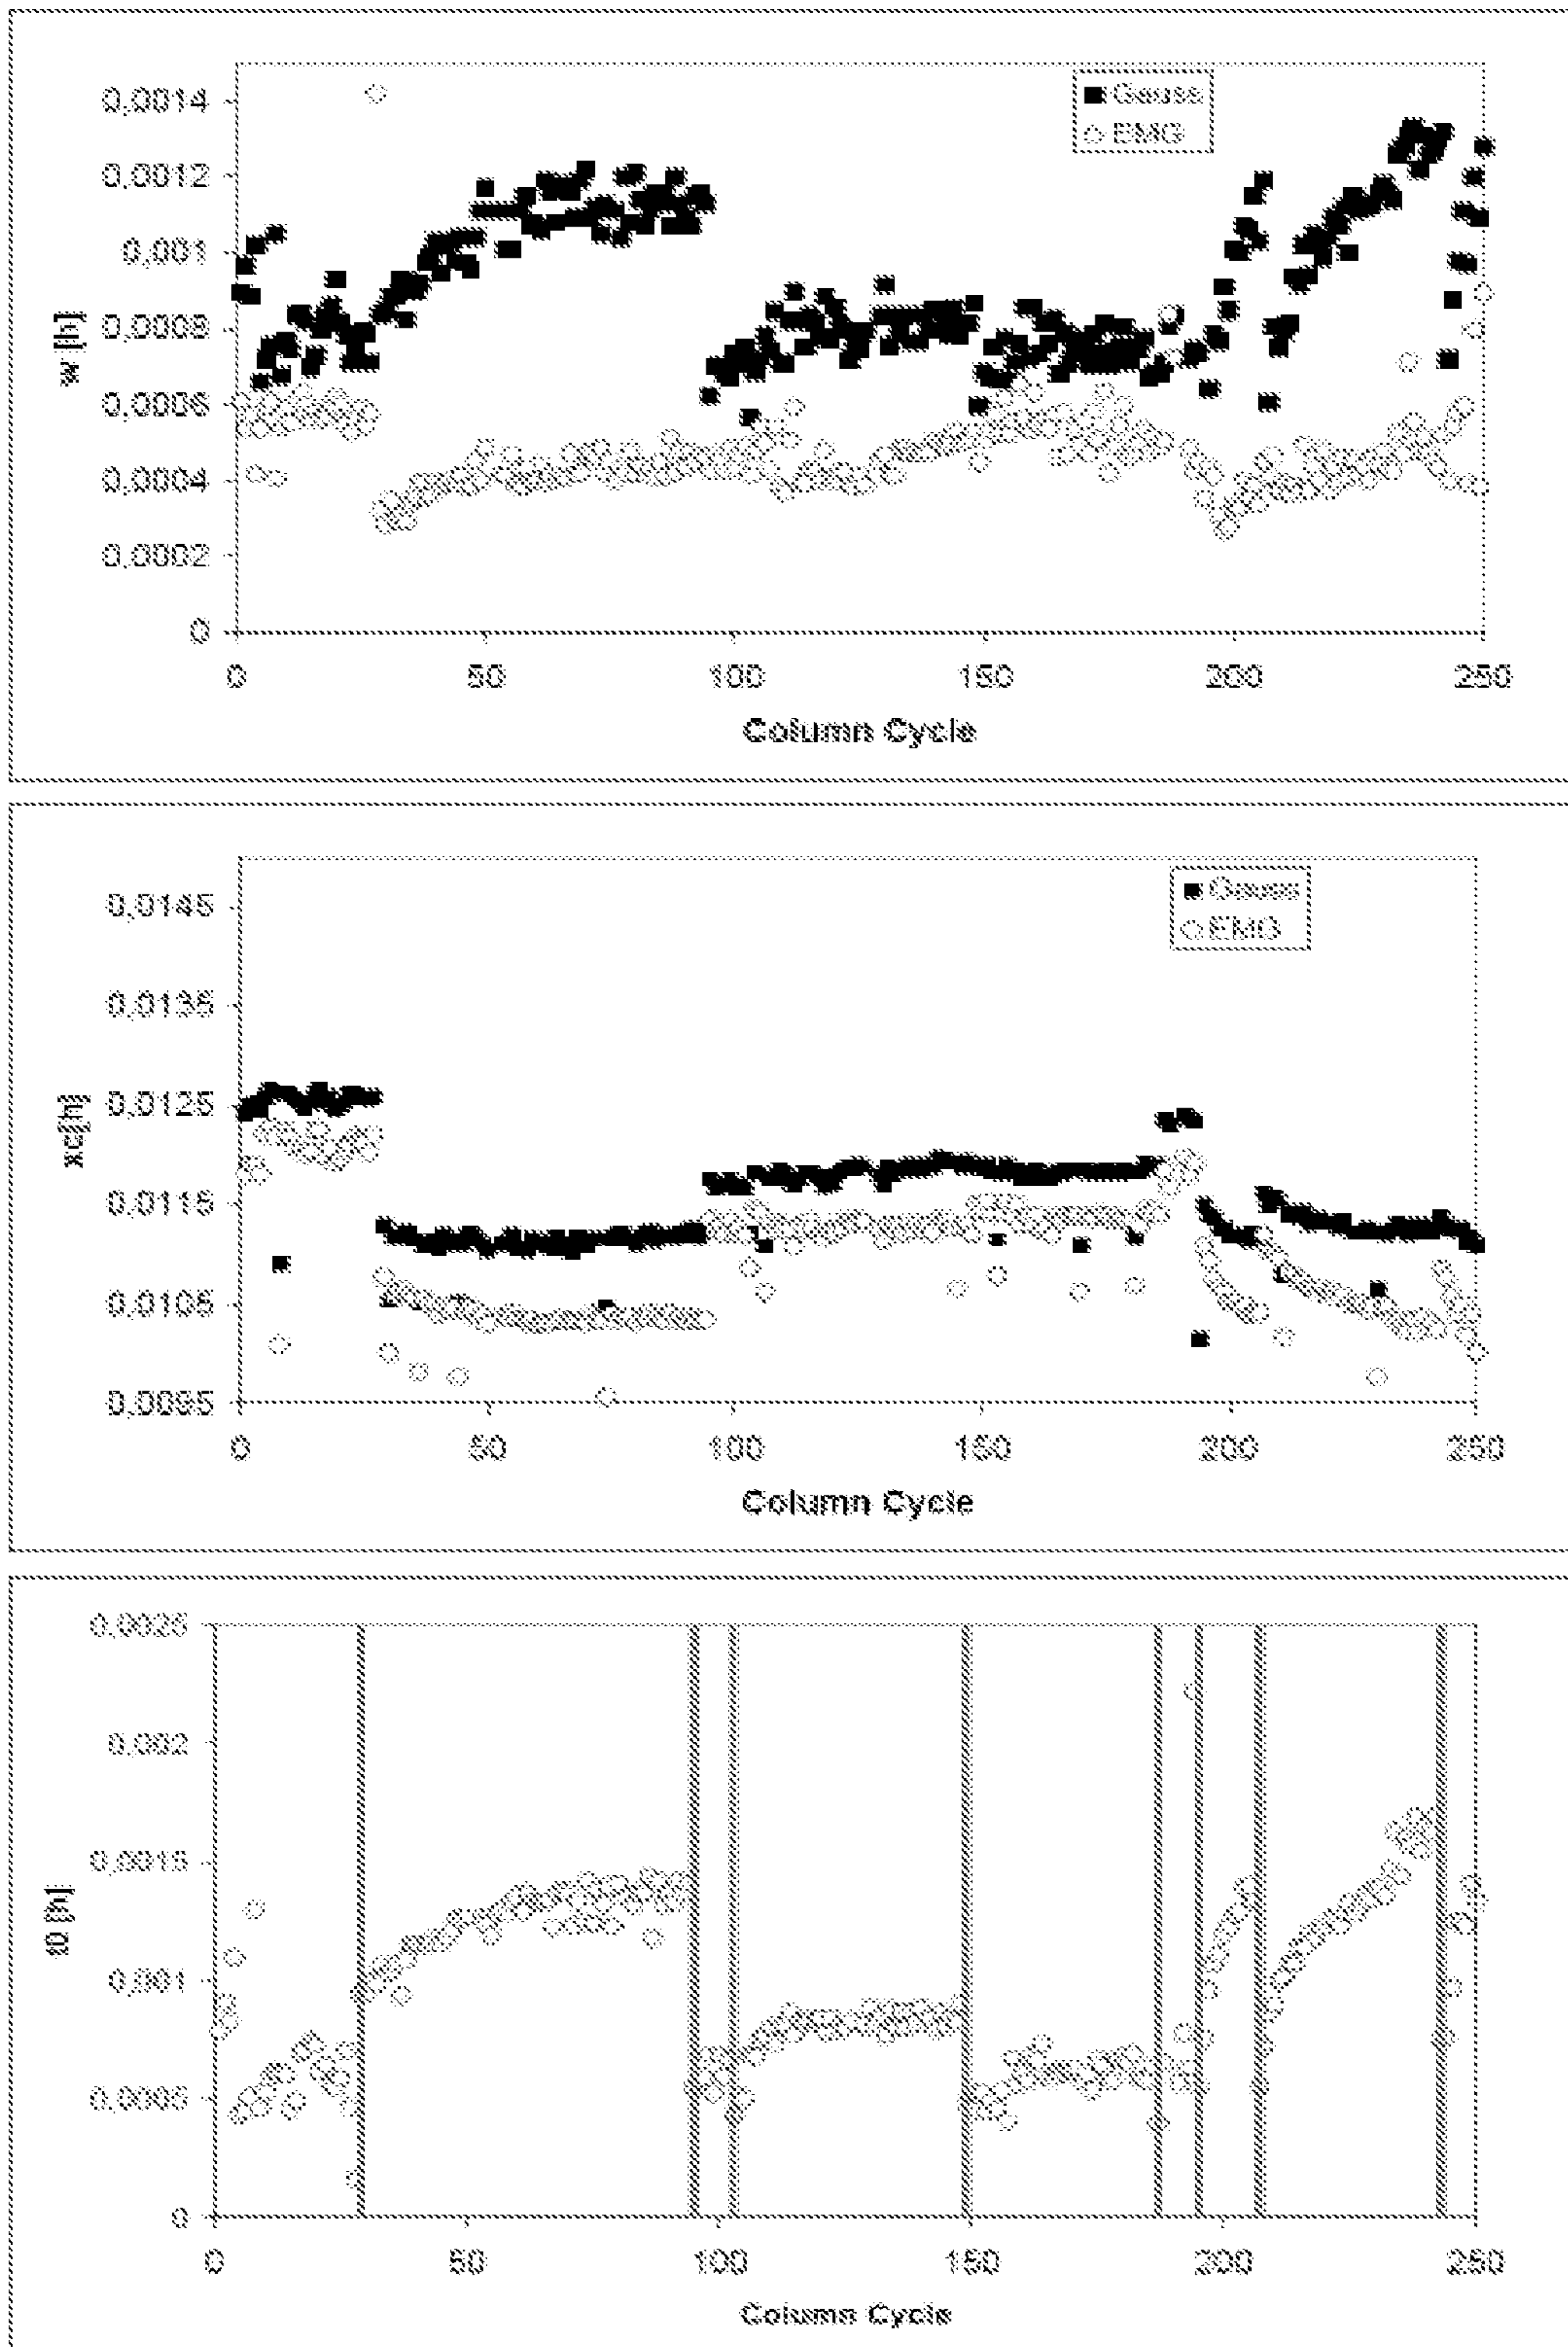 0,0014
0,0012
0,001
0,0008
0,0006
0,0004
0,0002
0
w [h]
Gauss
EMG
0 50 100 150 200 250
Column Cycle
0,0145
0,0135
0,0125
0,0115
0,0105
0,0095
xc[h]
Gauss
EMG
0 50 100 150 200 250
Column Cycle
0,0025
0,002
0,0015
0,001
0,0005
0
t0 [h]
0 50 100 150 200 250
Column Cycle